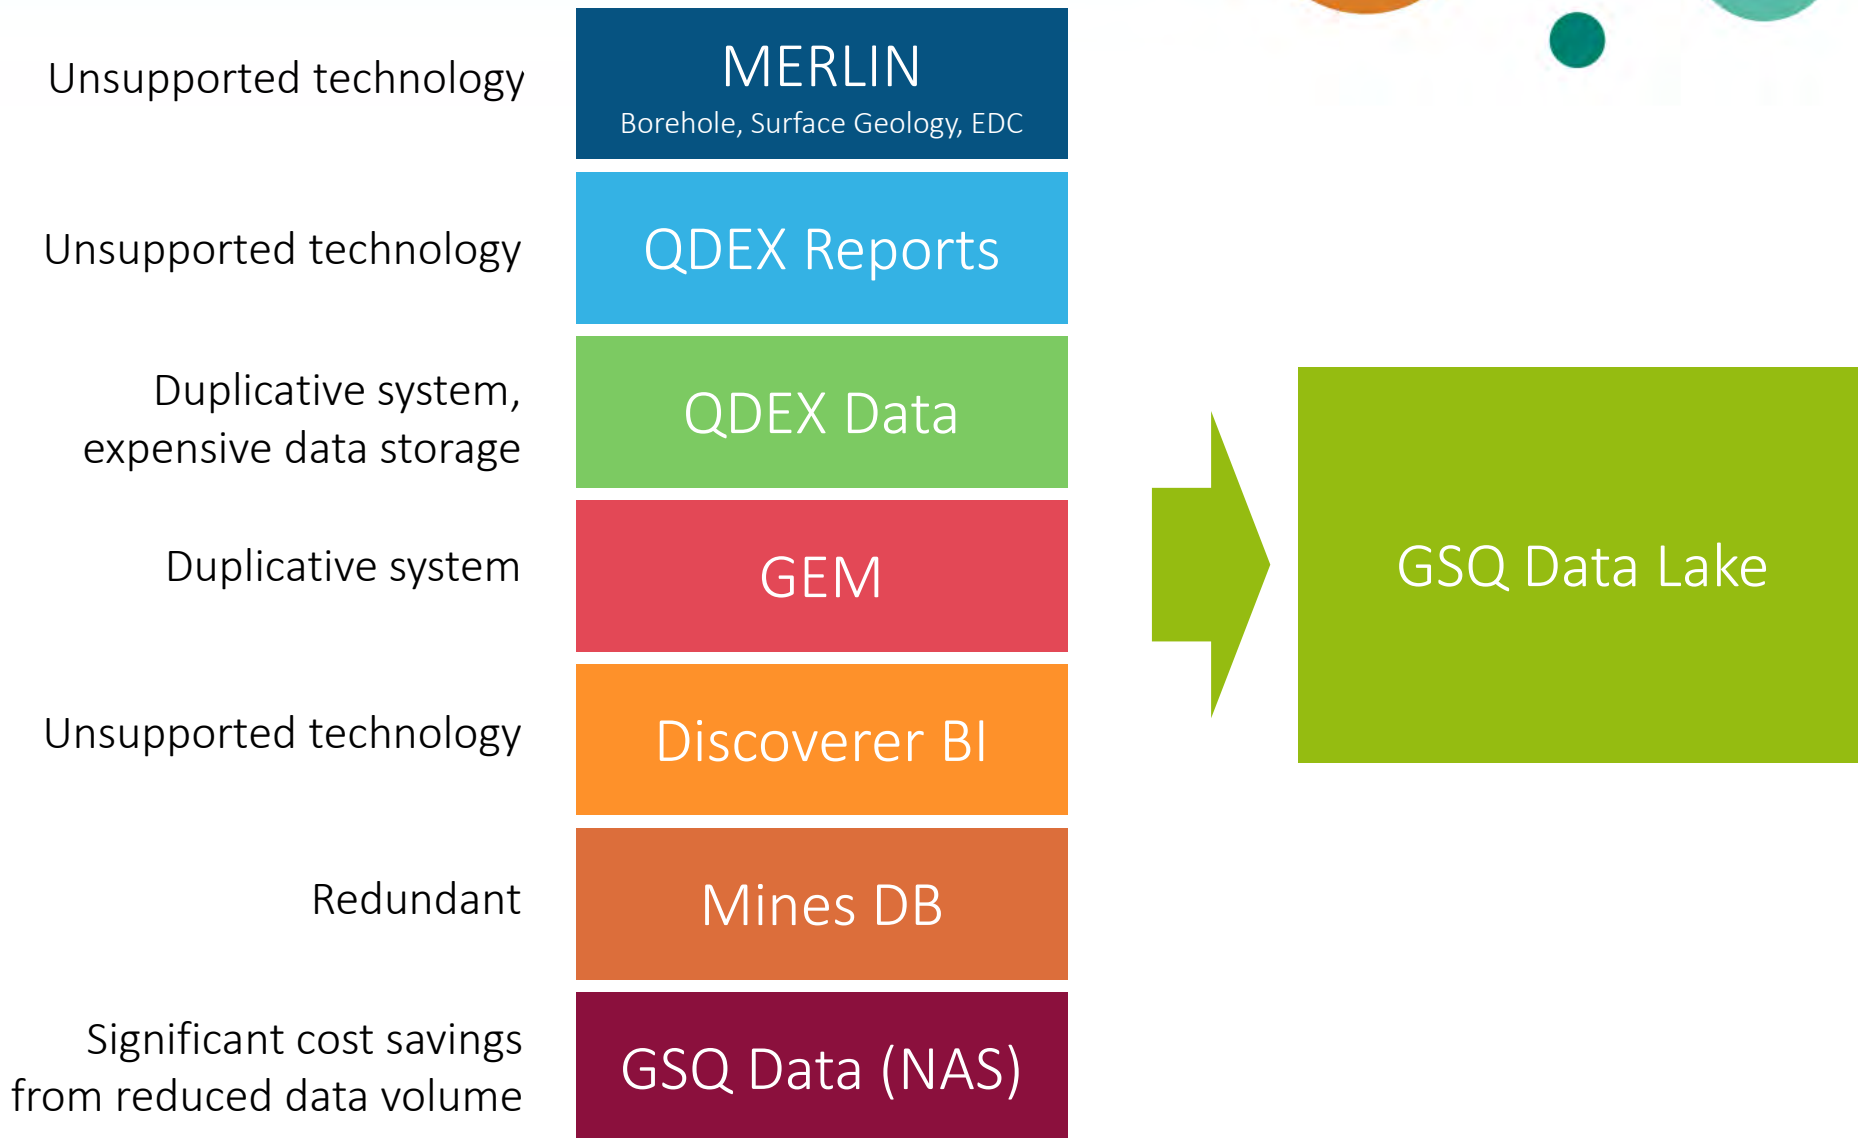 Unsupported technology
MERLIN
Borehole, Surface Geology, EDC
Unsupported technology
QDEX Reports
Duplicative system,
expensive data storage
QDEX Data
Duplicative system
GEM
Unsupported technology
Discoverer BI
Redundant
Mines DB
Significant cost savings
from reduced data volume
GSQ Data (NAS)
GSQ Data Lake